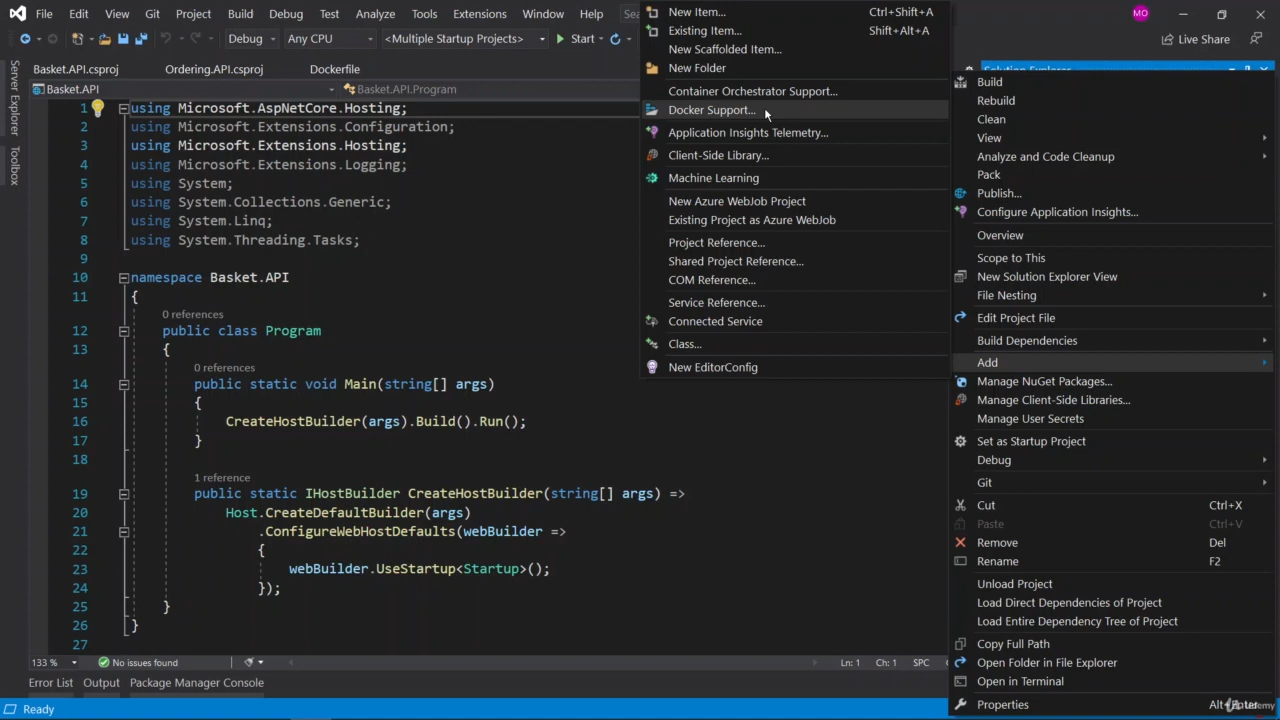 File Edit View Git Project Build Debug Test Analyze Tools Extensions Window Help Sea
MO
Debug Any CPU <Multiple Startup Projects> Start
Live Share
Basket.API.csproj Ordering.API.csproj Dockerfile
Solution Explorer
Basket.API Basket.API.Program
Server Explorer
Toolbox
1 using Microsoft.AspNetCore.Hosting;
2 using Microsoft.Extensions.Configuration;
3 using Microsoft.Extensions.Hosting;
4 using Microsoft.Extensions.Logging;
5 using System;
6 using System.Collections.Generic;
7 using System.Linq;
8 using System.Threading.Tasks;
9
10 namespace Basket.API
11 {
0 references
12 public class Program
13 {
0 references
14 public static void Main(string[] args)
15 {
16 CreateHostBuilder(args).Build().Run();
17 }
18
1 reference
19 public static IHostBuilder CreateHostBuilder(string[] args) =>
20 Host.CreateDefaultBuilder(args)
21 .ConfigureWebHostDefaults(webBuilder =>
22 {
23 webBuilder.UseStartup<Startup>();
24 });
25 }
26 }
27
New Item... Ctrl+Shift+A
Existing Item... Shift+Alt+A
New Scaffolded Item...
New Folder
Container Orchestrator Support...
Docker Support...
Application Insights Telemetry...
Client-Side Library...
Machine Learning
New Azure WebJob Project
Existing Project as Azure WebJob
Project Reference...
Shared Project Reference...
COM Reference...
Service Reference...
Connected Service
Class...
New EditorConfig
Build
Rebuild
Clean
View
Analyze and Code Cleanup
Pack
Publish...
Configure Application Insights...
Overview
Scope to This
New Solution Explorer View
File Nesting
Edit Project File
Build Dependencies
Add
Manage NuGet Packages...
Manage Client-Side Libraries...
Manage User Secrets
Set as Startup Project
Debug
Git
Cut Ctrl+X
Paste Ctrl+V
Remove Del
Rename F2
Unload Project
Load Direct Dependencies of Project
Load Entire Dependency Tree of Project
Copy Full Path
Open Folder in File Explorer
Open in Terminal
Properties Alt+Enter
133 % No issues found Ln: 1 Ch: 1 SPC
Error List Output Package Manager Console
Ready